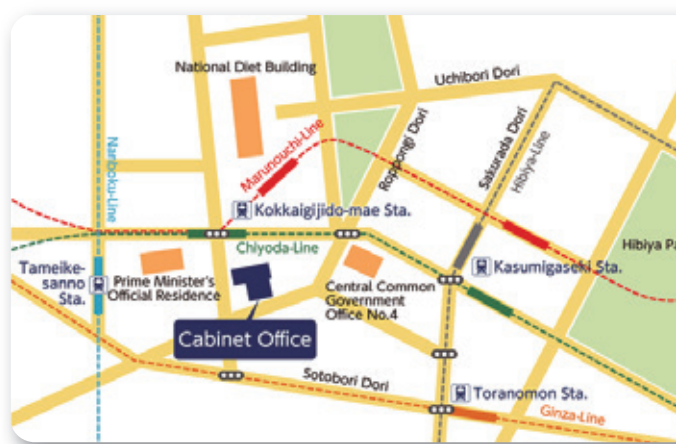 National Diet Building
Uchibori Dori
Roppongi Dori
Sakurada Dori
Hibiya-Line
Nanboku-Line
Marunouchi-Line
Kokkaigijido-mae Sta.
Chiyoda-Line
Hibiya Pa
Tameike-
sanno
Sta.
Prime Minister's
Official Residence
Central Common
Government
Office No.4
Kasumigaseki Sta.
Cabinet Office
Sotobori Dori
Toranomon Sta.
Ginza-Line